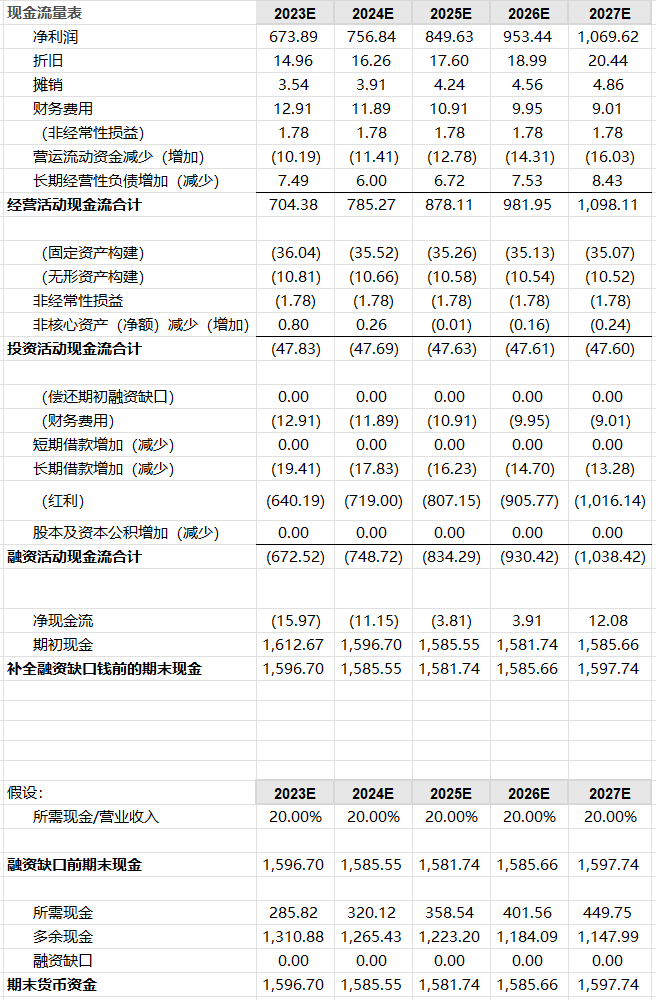 现金流量表 2023E 2024E 2025E 2026E 2027E
净利润 673.89 756.84 849.63 953.44 1,069.62
折旧 14.96 16.26 17.60 18.99 20.44
摊销 3.54 3.91 4.24 4.56 4.86
财务费用 12.91 11.89 10.91 9.95 9.01
（非经常性损益） 1.78 1.78 1.78 1.78 1.78
营运流动资金减少（增加） (10.19) (11.41) (12.78) (14.31) (16.03)
长期经营性负债增加（减少） 7.49 6.00 6.72 7.53 8.43
经营活动现金流合计 704.38 785.27 878.11 981.95 1,098.11
（固定资产构建） (36.04) (35.52) (35.26) (35.13) (35.07)
（无形资产构建） (10.81) (10.66) (10.58) (10.54) (10.52)
非经常性损益 (1.78) (1.78) (1.78) (1.78) (1.78)
非核心资产（净额）减少（增加） 0.80 0.26 (0.01) (0.16) (0.24)
投资活动现金流合计 (47.83) (47.69) (47.63) (47.61) (47.60)
（偿还期初融资缺口） 0.00 0.00 0.00 0.00 0.00
（财务费用） (12.91) (11.89) (10.91) (9.95) (9.01)
短期借款增加（减少） 0.00 0.00 0.00 0.00 0.00
长期借款增加（减少） (19.41) (17.83) (16.23) (14.70) (13.28)
（红利） (640.19) (719.00) (807.15) (905.77) (1,016.14)
股本及资本公积增加（减少） 0.00 0.00 0.00 0.00 0.00
融资活动现金流合计 (672.52) (748.72) (834.29) (930.42) (1,038.42)
净现金流 (15.97) (11.15) (3.81) 3.91 12.08
期初现金 1,612.67 1,596.70 1,585.55 1,581.74 1,585.66
补全融资缺口钱前的期末现金 1,596.70 1,585.55 1,581.74 1,585.66 1,597.74
假设： 2023E 2024E 2025E 2026E 2027E
所需现金/营业收入 20.00% 20.00% 20.00% 20.00% 20.00%
融资缺口前期末现金 1,596.70 1,585.55 1,581.74 1,585.66 1,597.74
所需现金 285.82 320.12 358.54 401.56 449.75
多余现金 1,310.88 1,265.43 1,223.20 1,184.09 1,147.99
融资缺口 0.00 0.00 0.00 0.00 0.00
期末货币资金 1,596.70 1,585.55 1,581.74 1,585.66 1,597.74